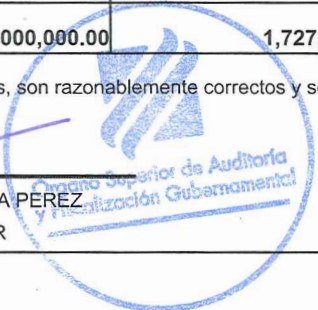 000,000.00 1,727
s, son razonablemente correctos y s
Órgano Superior de Auditoría
y Fiscalización Gubernamental
A PEREZ
R